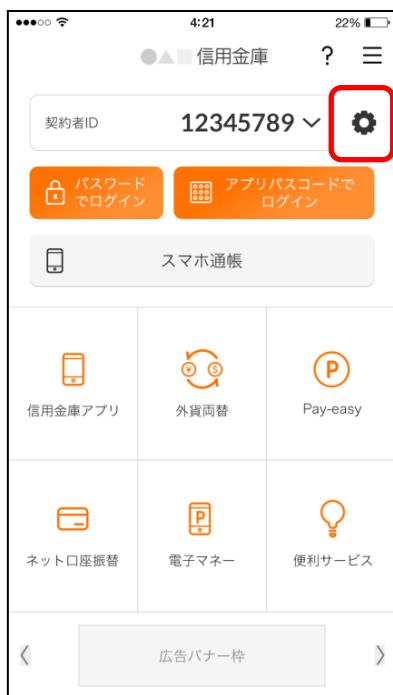 4:21
22%
●▲■信用金庫 ?
契約者ID 12345789
パスワード
でログイン
アプリパスコードで
ログイン
スマホ通帳
信用金庫アプリ
外貨両替
Pay-easy
ネット口座振替
電子マネー
便利サービス
広告バナー枠